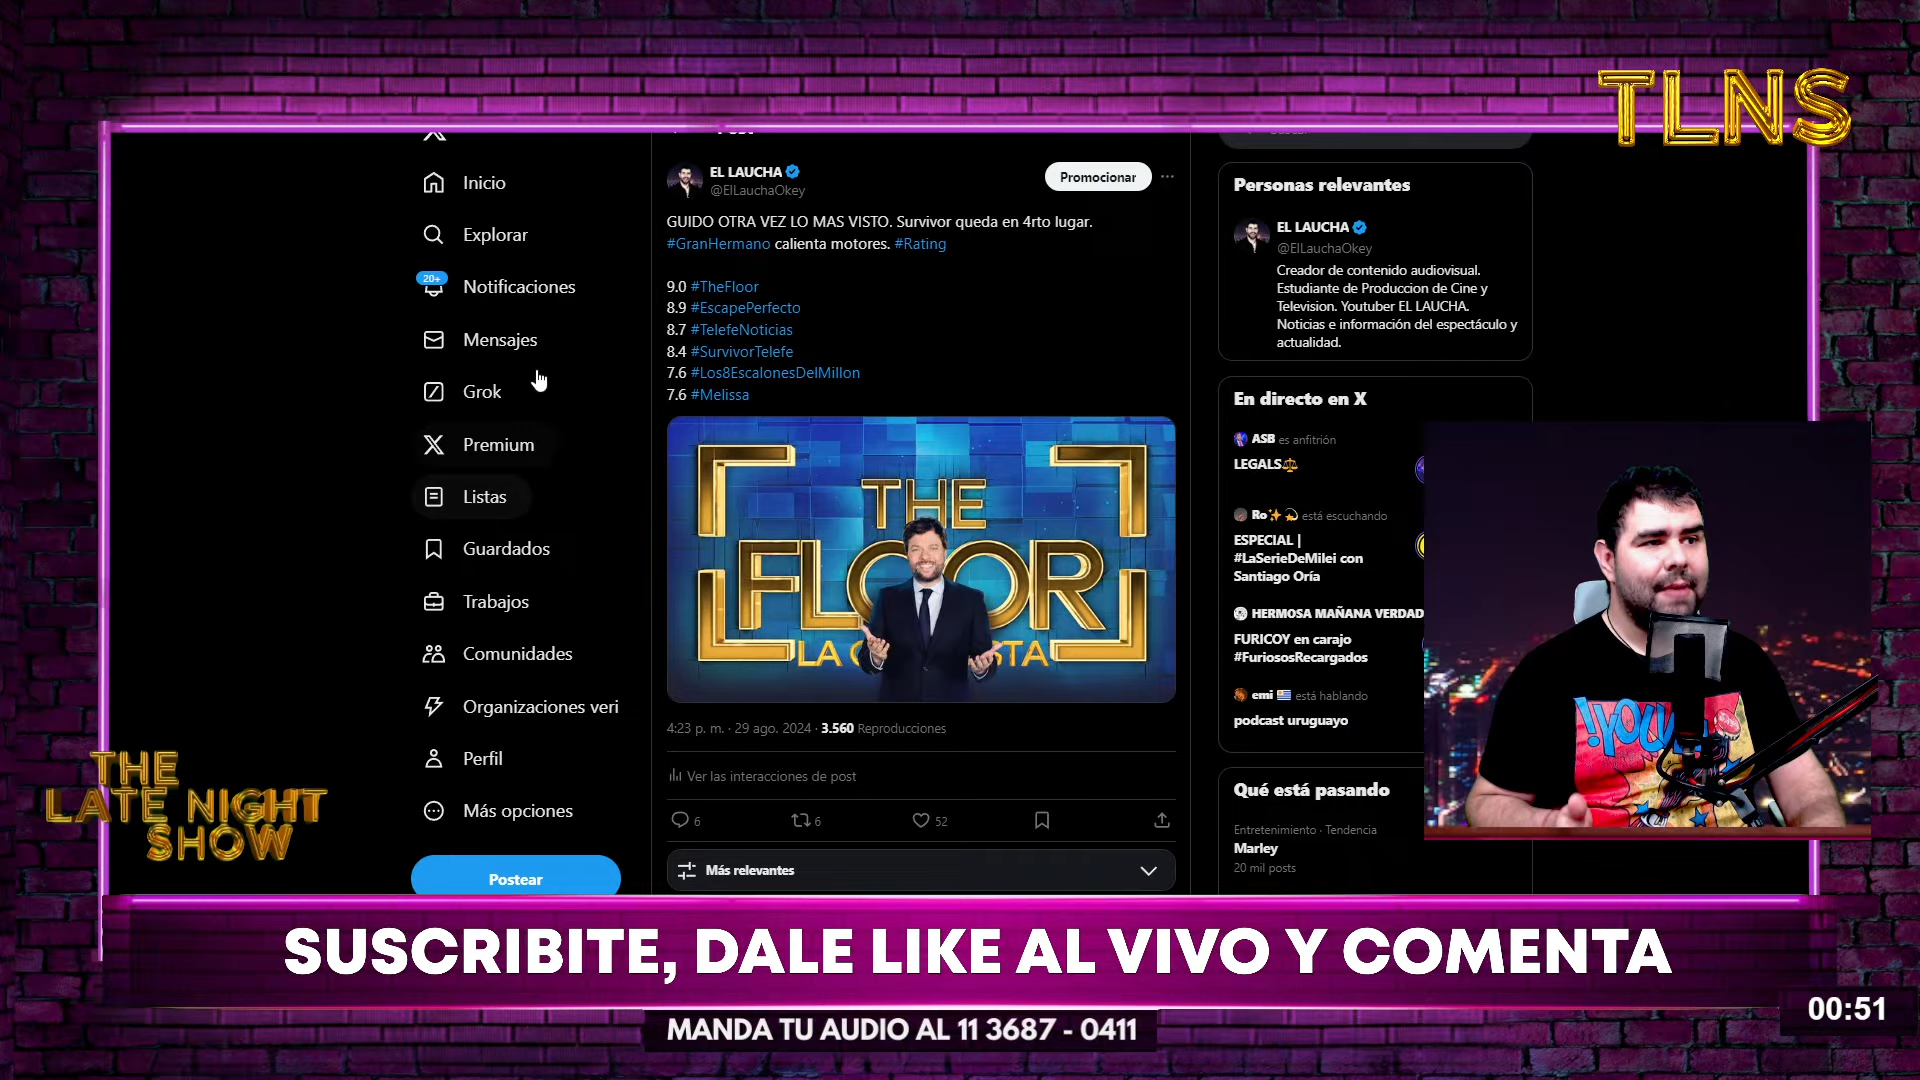 TLNS
Inicio
Explorar
20+
Notificaciones
Mensajes
Grok
Premium
Listas
Guardados
Trabajos
Comunidades
Organizaciones veri
Perfil
Más opciones
Postear
EL LAUCHA
@ElLauchaOkey
Promocionar
GUIDO OTRA VEZ LO MAS VISTO. Survivor queda en 4rto lugar.
#GranHermano calienta motores. #Rating
9.0 #TheFloor
8.9 #EscapePerfecto
8.7 #TelefeNoticias
8.4 #SurvivorTelefe
7.6 #Los8EscalonesDelMillon
7.6 #Melissa
THE
FLOOR
4:23 p. m. · 29 ago. 2024 · 3.560 Reproducciones
Ver las interacciones de post
6
6
52
Más relevantes
Personas relevantes
EL LAUCHA
@ElLauchaOkey
Creador de contenido audiovisual.
Estudiante de Produccion de Cine y
Television. Youtuber EL LAUCHA.
Noticias e información del espectáculo y
actualidad.
En directo en X
ASB es anfitrión
LEGALS⚖️
Ro✨💫 está escuchando
ESPECIAL |
#LaSerieDeMilei con
Santiago Oría
HERMOSA MAÑANA VERDAD
FURICOY en carajo
#FuriososRecargados
emi 🇺🇾 está hablando
podcast uruguayo
Qué está pasando
Entretenimiento · Tendencia
Marley
20 mil posts
THE
LATE NIGHT
SHOW
SUSCRIBITE, DALE LIKE AL VIVO Y COMENTA
00:51
MANDA TU AUDIO AL 11 3687 - 0411